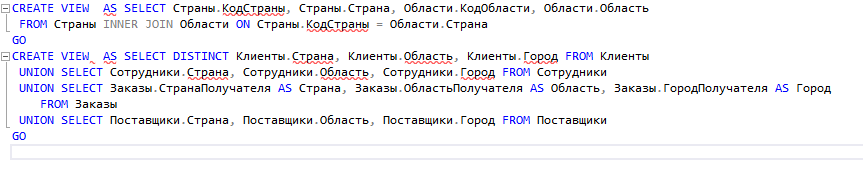 CREATE VIEW  AS SELECT Страны.КодСтраны, Страны.Страна, Области.КодОбласти, Области.Область
FROM Страны INNER JOIN Области ON Страны.КодСтраны = Области.Страна
GO
CREATE VIEW  AS SELECT DISTINCT Клиенты.Страна, Клиенты.Область, Клиенты.Город FROM Клиенты
UNION SELECT Сотрудники.Страна, Сотрудники.Область, Сотрудники.Город FROM Сотрудники
UNION SELECT Заказы.СтранаПолучателя AS Страна, Заказы.ОбластьПолучателя AS Область, Заказы.ГородПолучателя AS Город
FROM Заказы
UNION SELECT Поставщики.Страна, Поставщики.Область, Поставщики.Город FROM Поставщики
GO